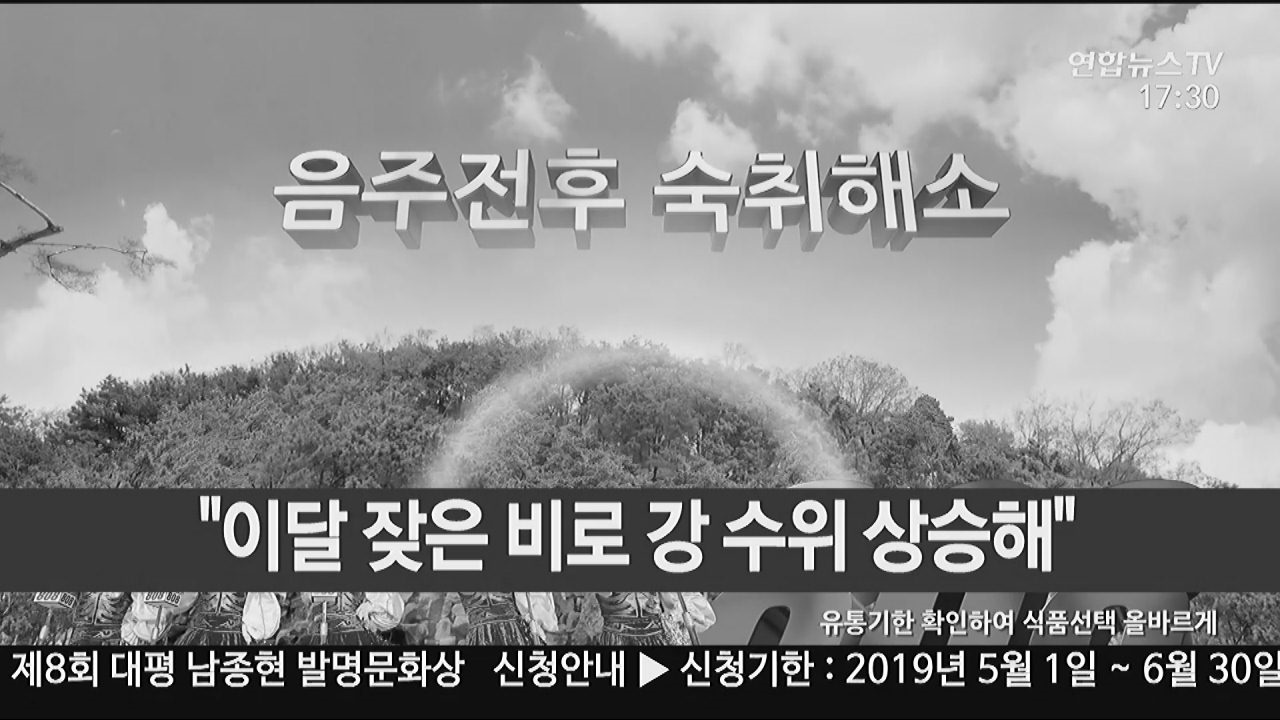 연합뉴스TV
17:30
음주전후 숙취해소
"이달 잦은 비로 강 수위 상승해"
유통기한 확인하여 식품선택 올바르게
제8회 대평 남종현 발명문화상 신청안내 ▶ 신청기한 : 2019년 5월 1일 ~ 6월 30일